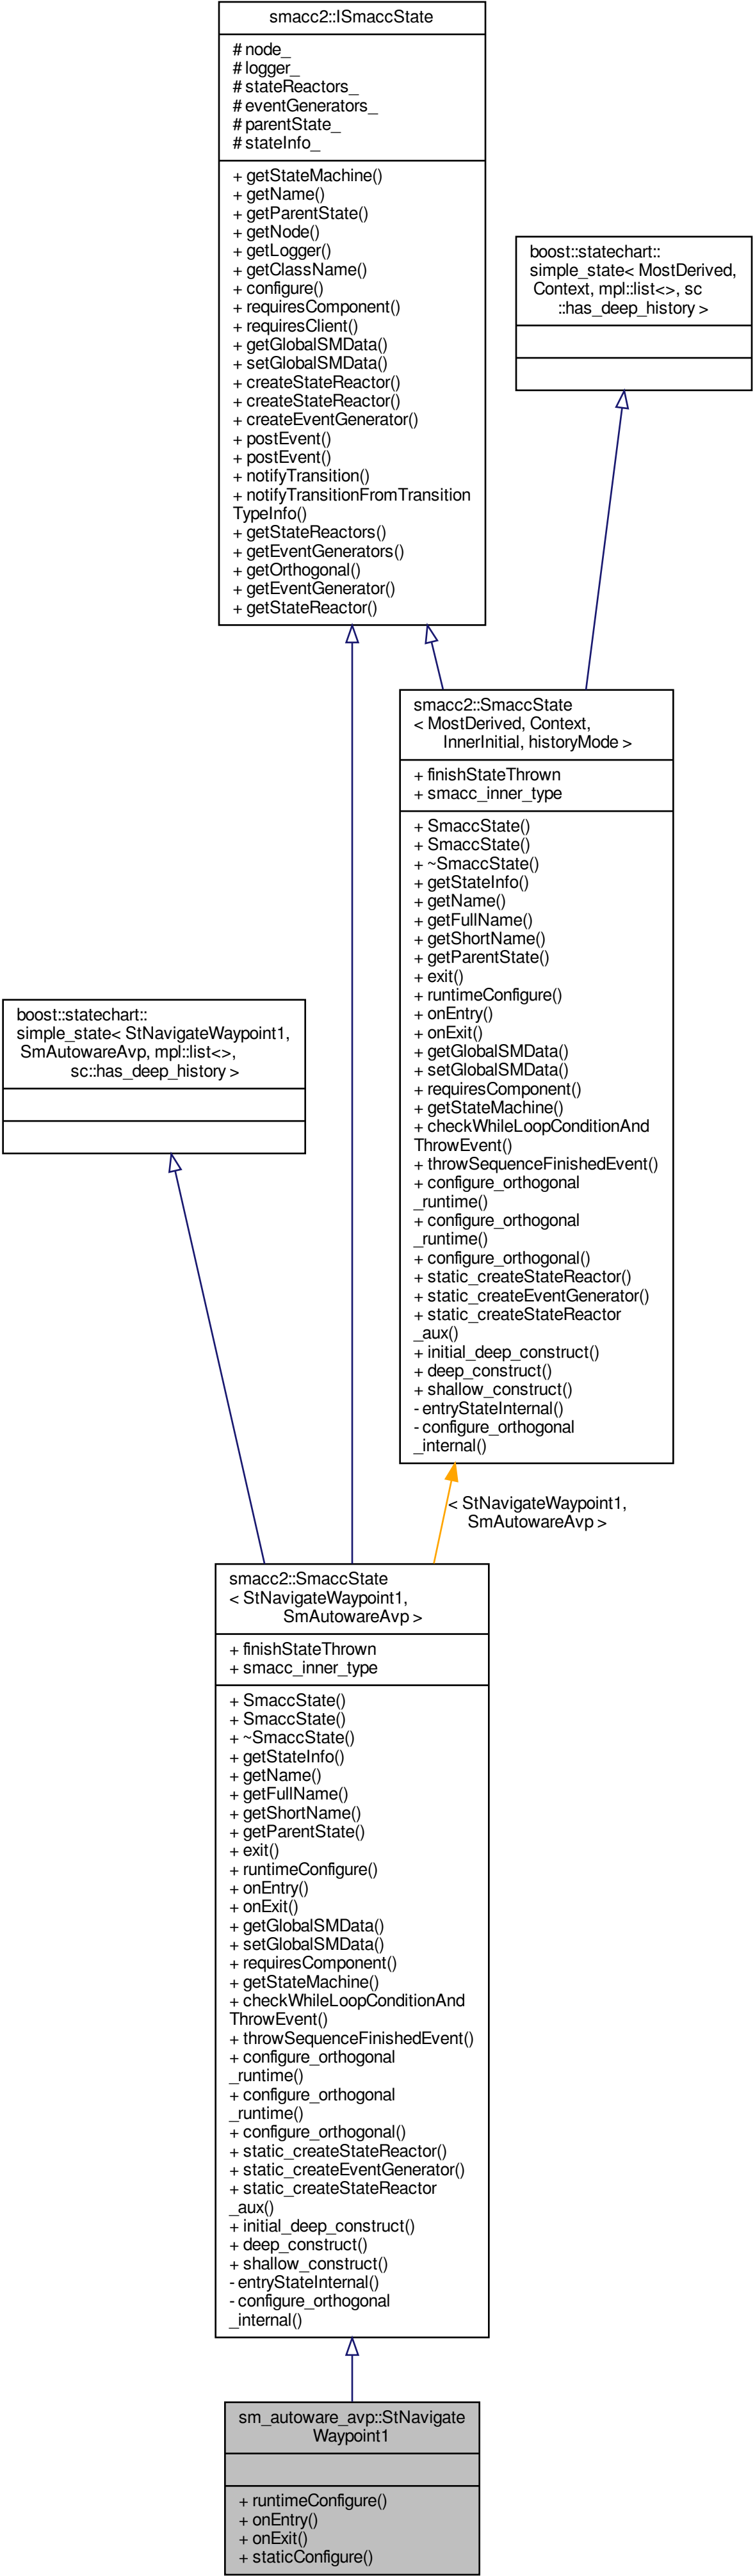 smacc2::ISmaccState
# node_
# logger_
# stateReactors_
# eventGenerators_
# parentState_
# stateInfo_
+ getStateMachine()
+ getName()
+ getParentState()
+ getNode()
+ getLogger()
+ getClassName()
+ configure()
+ requiresComponent()
+ requiresClient()
+ getGlobalSMData()
+ setGlobalSMData()
+ createStateReactor()
+ createStateReactor()
+ createEventGenerator()
+ postEvent()
+ postEvent()
+ notifyTransition()
+ notifyTransitionFromTransition
TypeInfo()
+ getStateReactors()
+ getEventGenerators()
+ getOrthogonal()
+ getEventGenerator()
+ getStateReactor()
boost::statechart::
simple_state< MostDerived,
Context, mpl::list<>, sc
::has_deep_history >
smacc2::SmaccState
< MostDerived, Context,
InnerInitial, historyMode >
+ finishStateThrown
+ smacc_inner_type
+ SmaccState()
+ SmaccState()
+ ~SmaccState()
+ getStateInfo()
+ getName()
+ getFullName()
+ getShortName()
+ getParentState()
+ exit()
+ runtimeConfigure()
+ onEntry()
+ onExit()
+ getGlobalSMData()
+ setGlobalSMData()
+ requiresComponent()
+ getStateMachine()
+ checkWhileLoopConditionAnd
ThrowEvent()
+ throwSequenceFinishedEvent()
+ configure_orthogonal
_runtime()
+ configure_orthogonal
_runtime()
+ configure_orthogonal()
+ static_createStateReactor()
+ static_createEventGenerator()
+ static_createStateReactor
_aux()
+ initial_deep_construct()
+ deep_construct()
+ shallow_construct()
- entryStateInternal()
- configure_orthogonal
_internal()
boost::statechart::
simple_state< StNavigateWaypoint1,
SmAutowareAvp, mpl::list<>,
sc::has_deep_history >
< StNavigateWaypoint1,
SmAutowareAvp >
smacc2::SmaccState
< StNavigateWaypoint1,
SmAutowareAvp >
+ finishStateThrown
+ smacc_inner_type
+ SmaccState()
+ SmaccState()
+ ~SmaccState()
+ getStateInfo()
+ getName()
+ getFullName()
+ getShortName()
+ getParentState()
+ exit()
+ runtimeConfigure()
+ onEntry()
+ onExit()
+ getGlobalSMData()
+ setGlobalSMData()
+ requiresComponent()
+ getStateMachine()
+ checkWhileLoopConditionAnd
ThrowEvent()
+ throwSequenceFinishedEvent()
+ configure_orthogonal
_runtime()
+ configure_orthogonal
_runtime()
+ configure_orthogonal()
+ static_createStateReactor()
+ static_createEventGenerator()
+ static_createStateReactor
_aux()
+ initial_deep_construct()
+ deep_construct()
+ shallow_construct()
- entryStateInternal()
- configure_orthogonal
_internal()
sm_autoware_avp::StNavigate
Waypoint1
+ runtimeConfigure()
+ onEntry()
+ onExit()
+ staticConfigure()